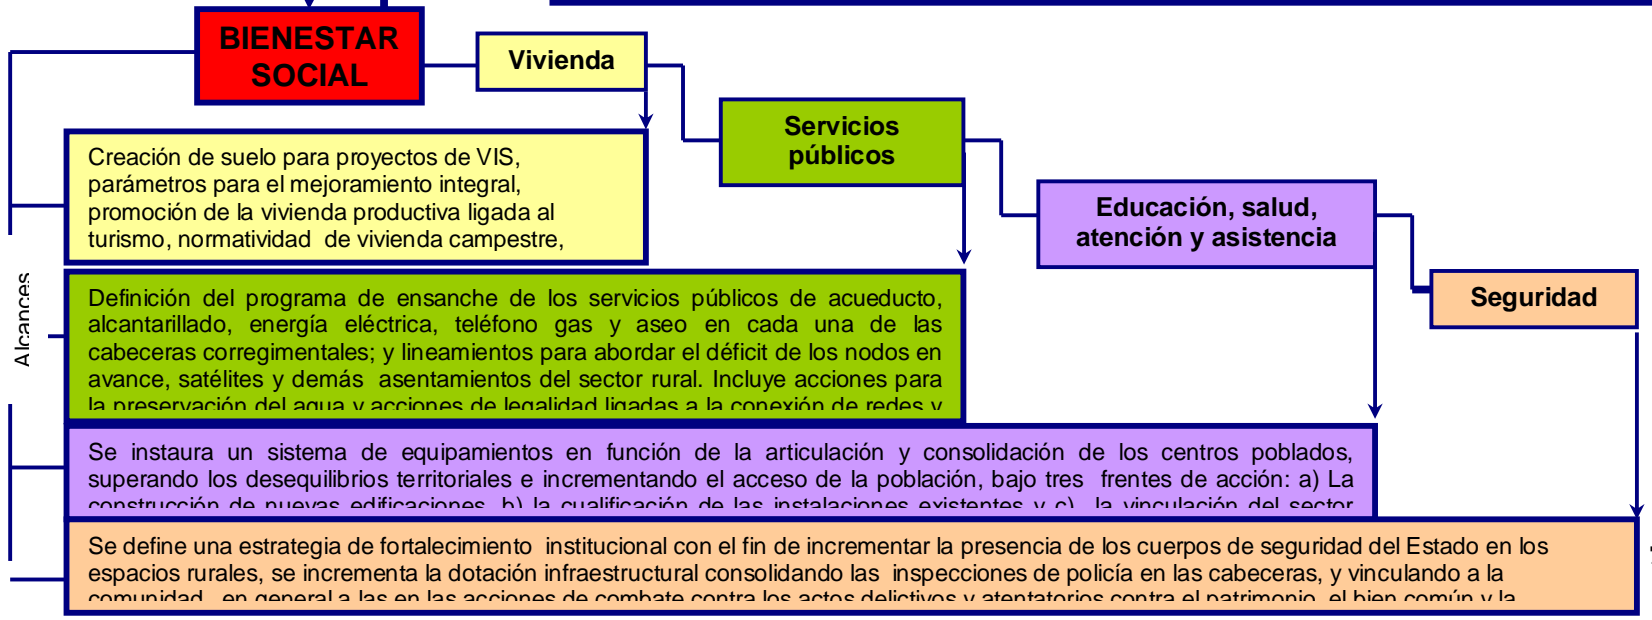 BIENESTAR
SOCIAL
Vivienda
Servicios
públicos
Educación, salud,
atención y asistencia
Seguridad
Alcances
Creación de suelo para proyectos de VIS,
parámetros para el mejoramiento integral,
promoción de la vivienda productiva ligada al
turismo, normatividad de vivienda campestre,
Definición del programa de ensanche de los servicios públicos de acueducto,
alcantarillado, energía eléctrica, teléfono gas y aseo en cada una de las
cabeceras corregimentales; y lineamientos para abordar el déficit de los nodos en
avance, satélites y demás asentamientos del sector rural. Incluye acciones para
la preservación del agua y acciones de legalidad ligadas a la conexión de redes y
Se instaura un sistema de equipamientos en función de la articulación y consolidación de los centros poblados,
superando los desequilibrios territoriales e incrementando el acceso de la población, bajo tres frentes de acción: a) La
construcción de nuevas edificaciones, b) la cualificación de las instalaciones existentes y c) la vinculación del sector
Se define una estrategia de fortalecimiento institucional con el fin de incrementar la presencia de los cuerpos de seguridad del Estado en los
espacios rurales, se incrementa la dotación infraestructural consolidando las inspecciones de policía en las cabeceras, y vinculando a la
comunidad en general a las en las acciones de combate contra los actos delictivos y atentatorios contra el patrimonio, el bien común y la